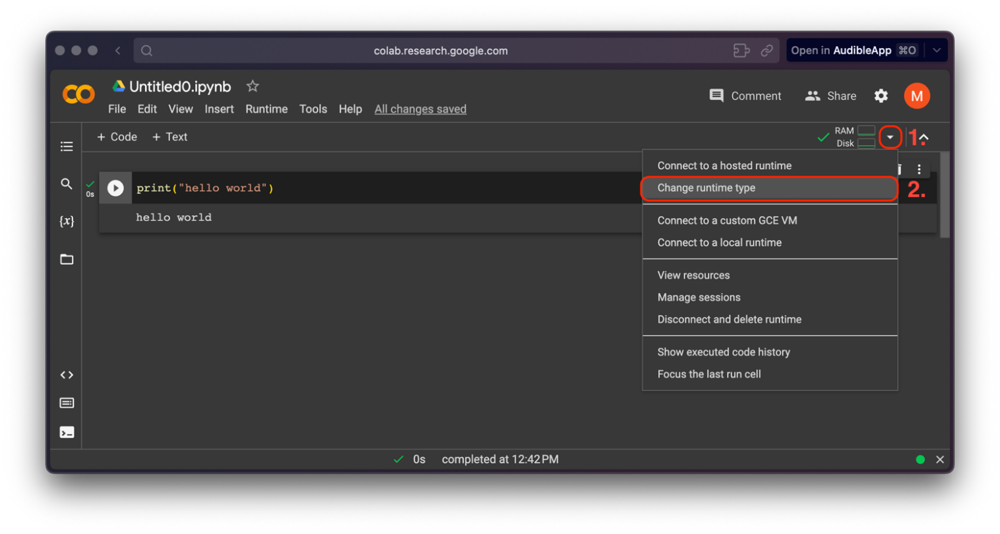 colab.research.google.com
Open in AudibleApp ⌘O
Untitled0.ipynb
File Edit View Insert Runtime Tools Help All changes saved
Comment Share M
+ Code + Text
RAM
Disk
1.
Connect to a hosted runtime
Change runtime type
2.
Connect to a custom GCE VM
Connect to a local runtime
View resources
Manage sessions
Disconnect and delete runtime
Show executed code history
Focus the last run cell
0s
print("hello world")
hello world
{x}
0s completed at 12:42 PM